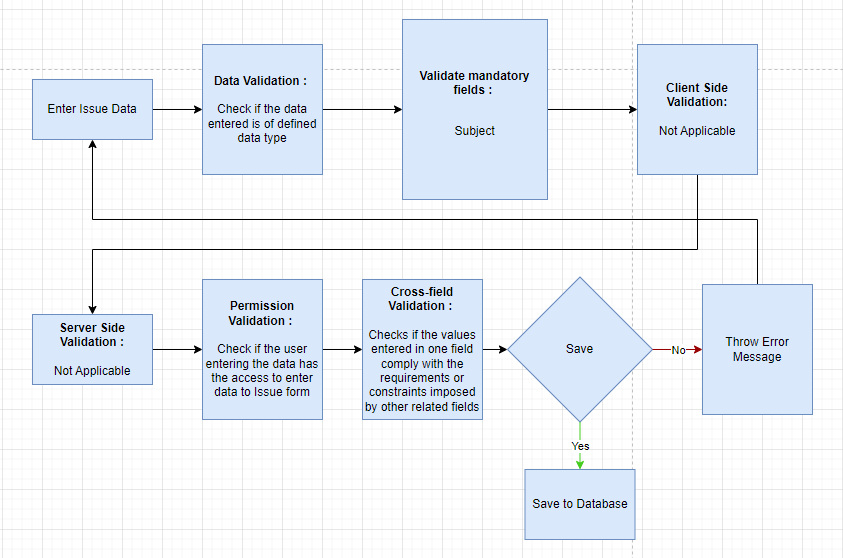 Enter Issue Data
Data Validation :
Check if the data
entered is of defined
data type
Validate mandatory
fields :
Subject
Client Side
Validation:
Not Applicable
Server Side
Validation :
Not Applicable
Permission
Validation :
Check if the user
entering the data has
the access to enter
data to Issue form
Cross-field
Validation :
Checks if the values
entered in one field
comply with the
requirements or
constraints imposed
by other related fields
Save
No
Throw Error
Message
Yes
Save to Database